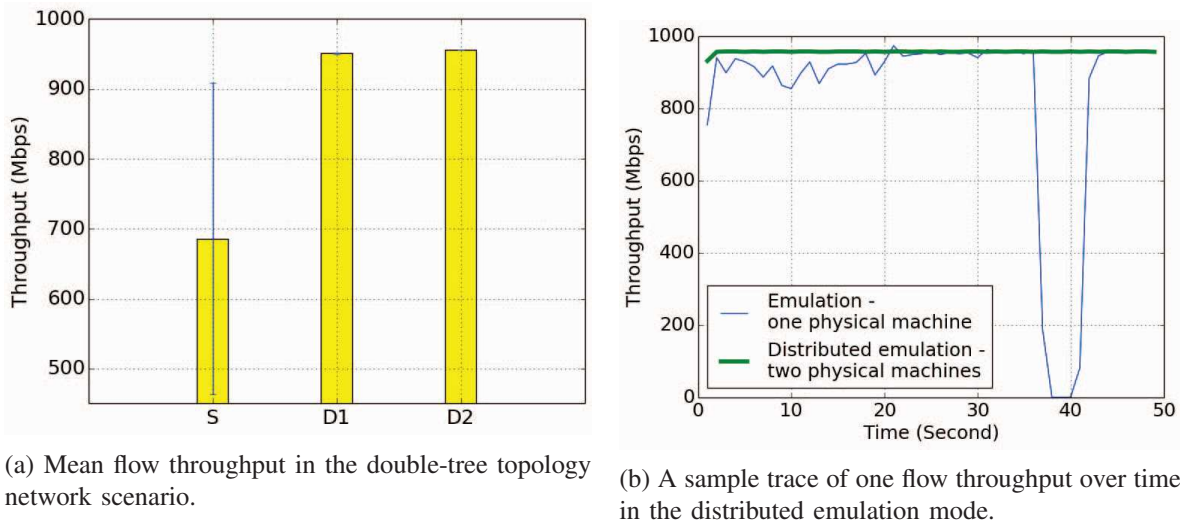 1000
900
800
700
600
500
Throughput (Mbps)
S D1 D2
(a) Mean flow throughput in the double-tree topology
network scenario.
1000
800
600
400
200
0
Throughput (Mbps)
Emulation -
one physical machine
Distributed emulation -
two physical machines
0 10 20 30 40 50
Time (Second)
(b) A sample trace of one flow throughput over time
in the distributed emulation mode.